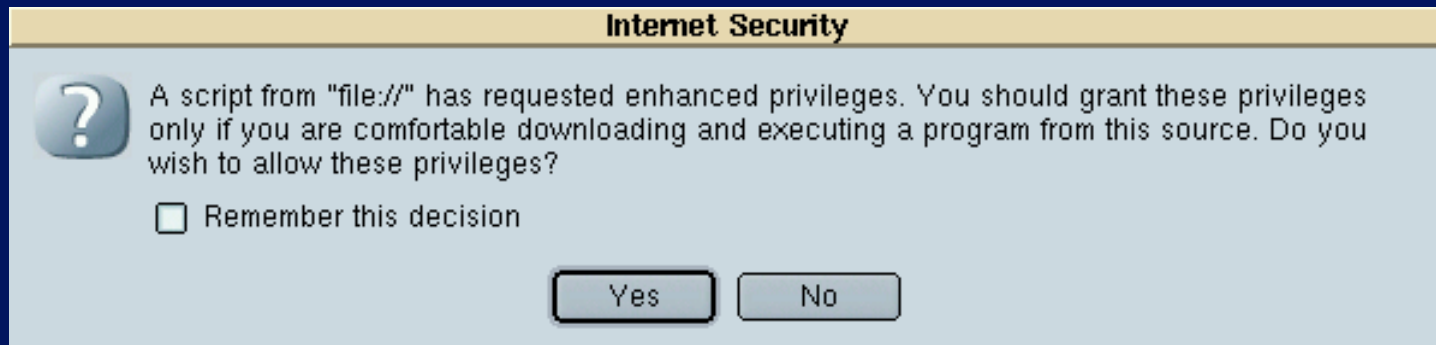 Internet Security
A script from "file://" has requested enhanced privileges. You should grant these privileges
only if you are comfortable downloading and executing a program from this source. Do you
wish to allow these privileges?
Remember this decision
Yes No